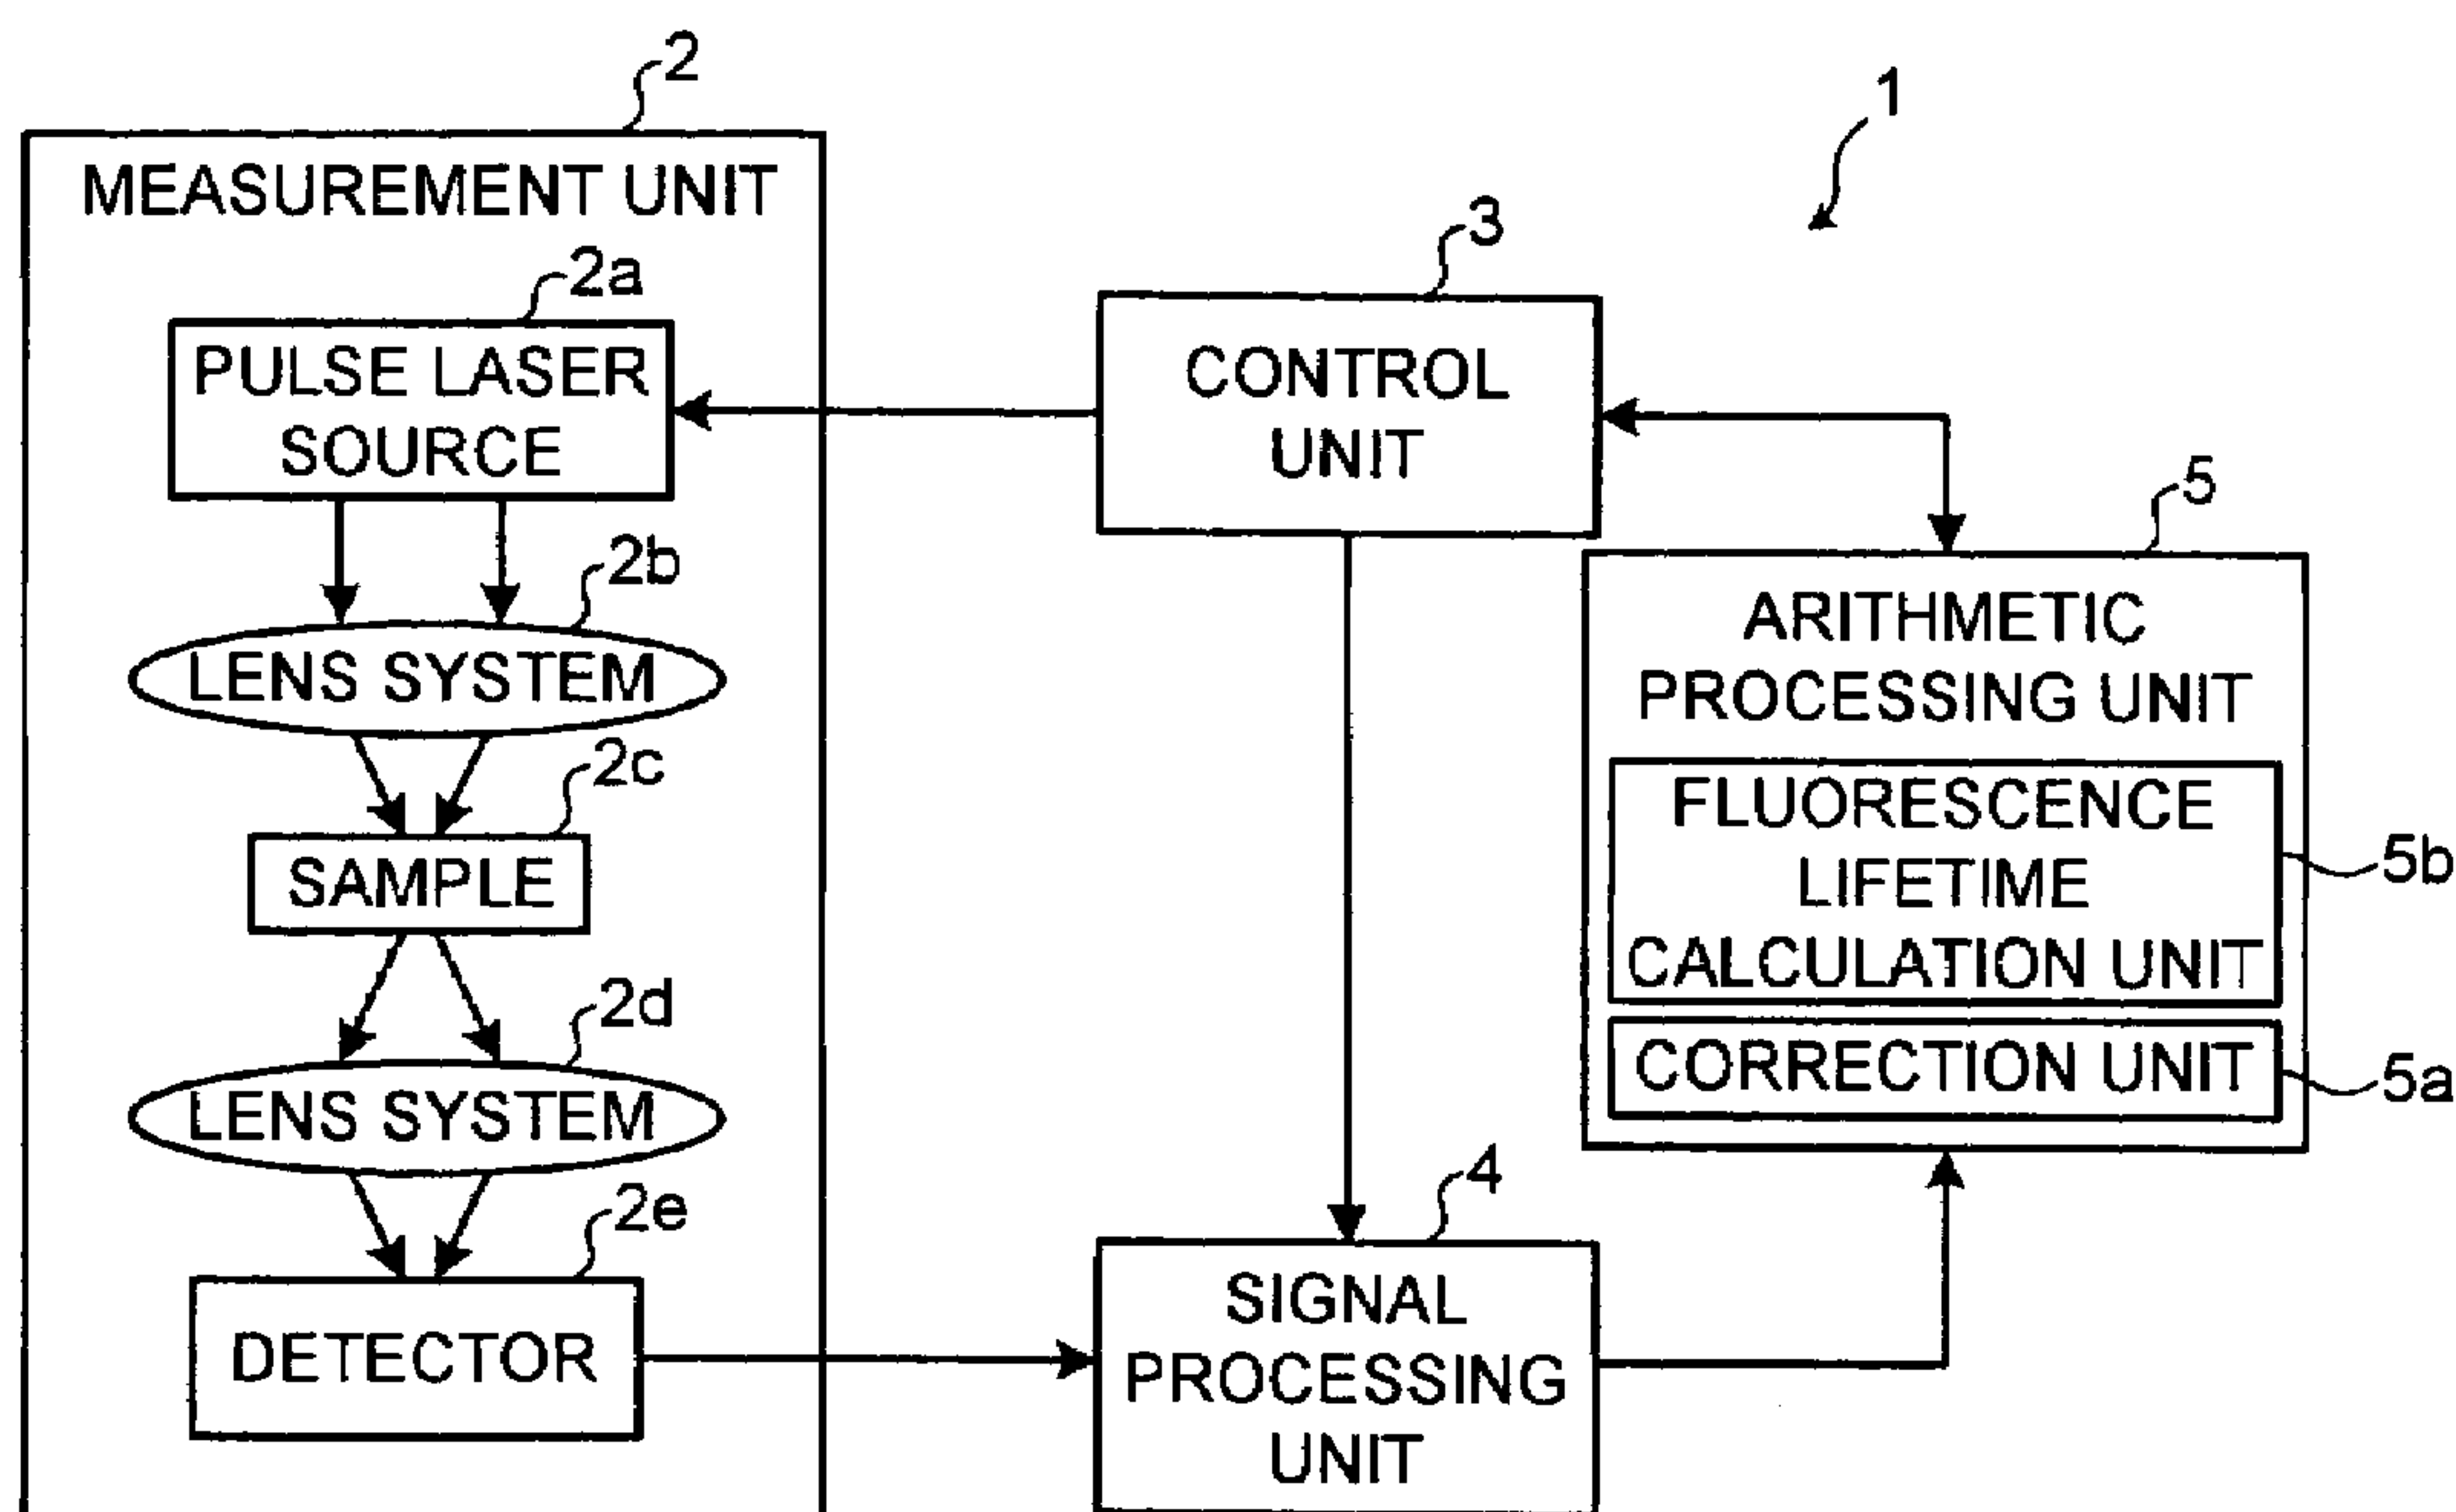 2
1
MEASUREMENT UNIT
3
2a
PULSE LASER
SOURCE
CONTROL
UNIT
5
2b
LENS SYSTEM
ARITHMETIC
PROCESSING UNIT
2c
SAMPLE
FLUORESCENCE
LIFETIME
CALCULATION UNIT
5b
2d
LENS SYSTEM
CORRECTION UNIT
5a
2e
4
DETECTOR
SIGNAL
PROCESSING
UNIT